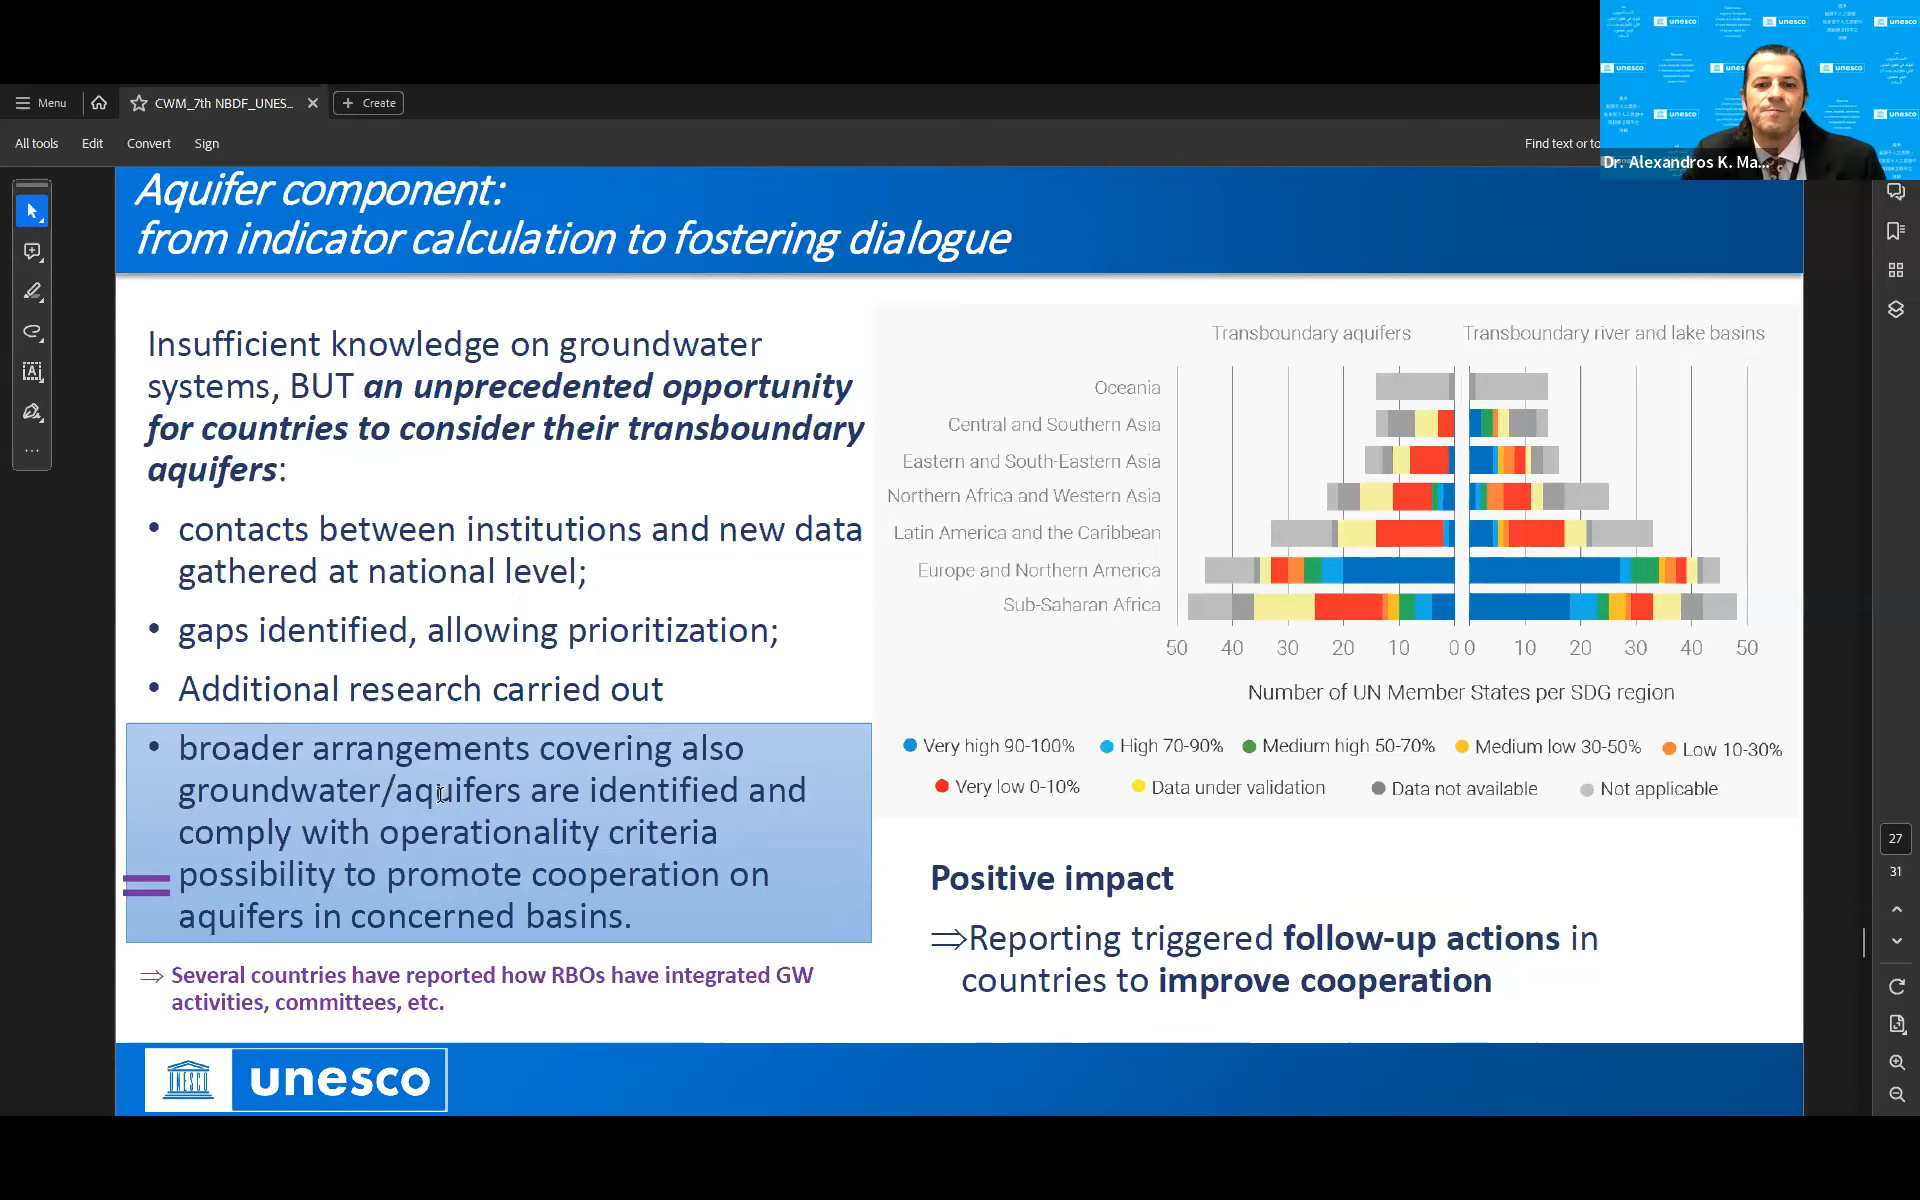 Menu
CWM_7th NBDF_UNES...
Create
All tools
Edit
Convert
Sign
Find text or to
unesco
Dr. Alexandros K. Ma...
Aquifer component:
from indicator calculation to fostering dialogue
Insufficient knowledge on groundwater
systems, BUT an unprecedented opportunity
for countries to consider their transboundary
aquifers:
• contacts between institutions and new data
gathered at national level;
• gaps identified, allowing prioritization;
• Additional research carried out
• broader arrangements covering also
groundwater/aquifers are identified and
comply with operationality criteria
possibility to promote cooperation on
aquifers in concerned basins.
⇒ Several countries have reported how RBOs have integrated GW
activities, committees, etc.
Transboundary aquifers
Transboundary river and lake basins
Oceania
Central and Southern Asia
Eastern and South-Eastern Asia
Northern Africa and Western Asia
Latin America and the Caribbean
Europe and Northern America
Sub-Saharan Africa
50 40 30 20 10 0 0 10 20 30 40 50
Number of UN Member States per SDG region
Very high 90-100% High 70-90% Medium high 50-70% Medium low 30-50% Low 10-30%
Very low 0-10% Data under validation Data not available Not applicable
Positive impact
⇒Reporting triggered follow-up actions in
countries to improve cooperation
27
31
UNESCO
unesco